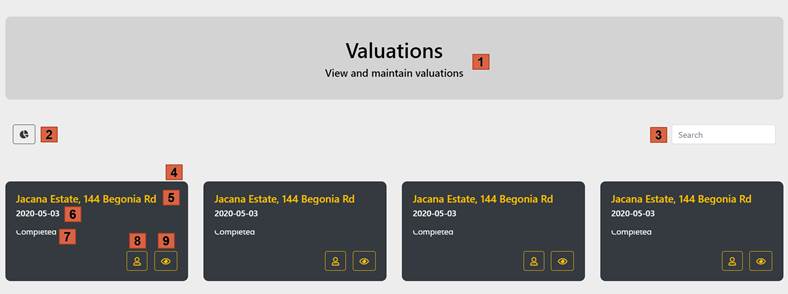 Valuations
1
View and maintain valuations
2
3
Search
4
Jacana Estate, 144 Begonia Rd 5
2020-05-03 6
Completed 7
8 9
Jacana Estate, 144 Begonia Rd
2020-05-03
Completed
Jacana Estate, 144 Begonia Rd
2020-05-03
Completed
Jacana Estate, 144 Begonia Rd
2020-05-03
Completed